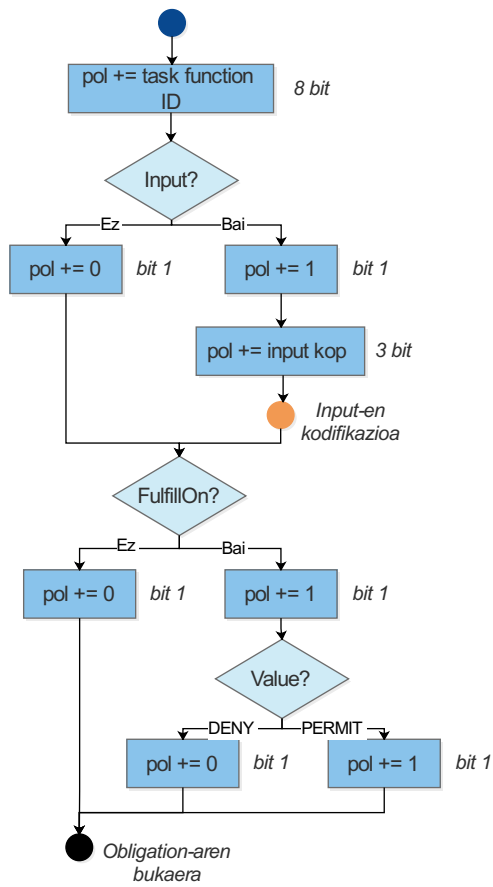 pol += task function
ID
8 bit
Input?
Ez
Bai
pol += 0
bit 1
pol += 1
bit 1
pol += input kop
3 bit
Input-en
kodifikazioa
FulfillOn?
Ez
Bai
pol += 0
bit 1
pol += 1
bit 1
Value?
DENY
PERMIT
pol += 0
bit 1
pol += 1
bit 1
Obligation-aren
bukaera